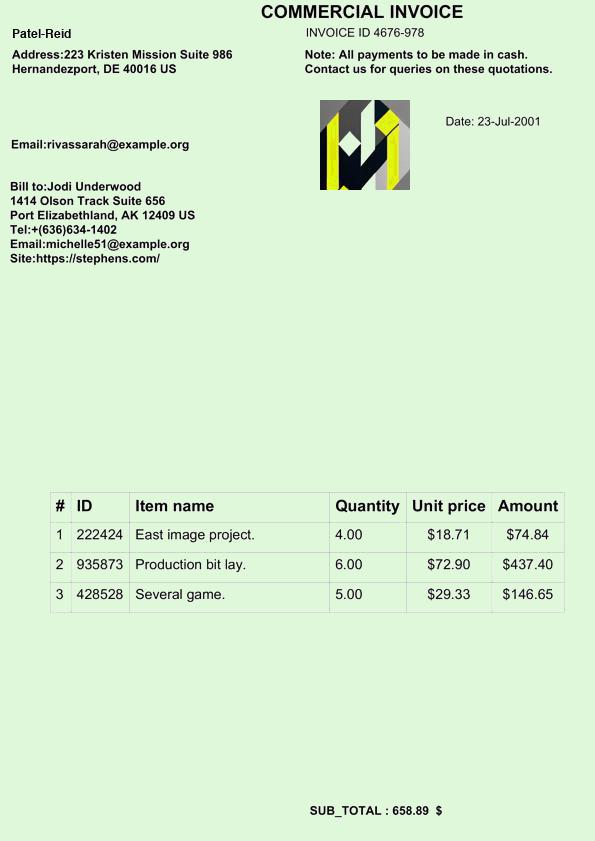 COMMERCIAL INVOICE
Patel-Reid
INVOICE ID 4676-978
Address:223 Kristen Mission Suite 986
Hernandezport, DE 40016 US
Note: All payments to be made in cash.
Contact us for queries on these quotations.
Date: 23-Jul-2001
Email:rivassarah@example.org
Bill to:Jodi Underwood
1414 Olson Track Suite 656
Port Elizabethland, AK 12409 US
Tel:+(636)634-1402
Email:michelle51@example.org
Site:https://stephens.com/
# ID Item name Quantity Unit price Amount
1 222424 East image project. 4.00 $18.71 $74.84
2 935873 Production bit lay. 6.00 $72.90 $437.40
3 428528 Several game. 5.00 $29.33 $146.65
SUB_TOTAL : 658.89 $